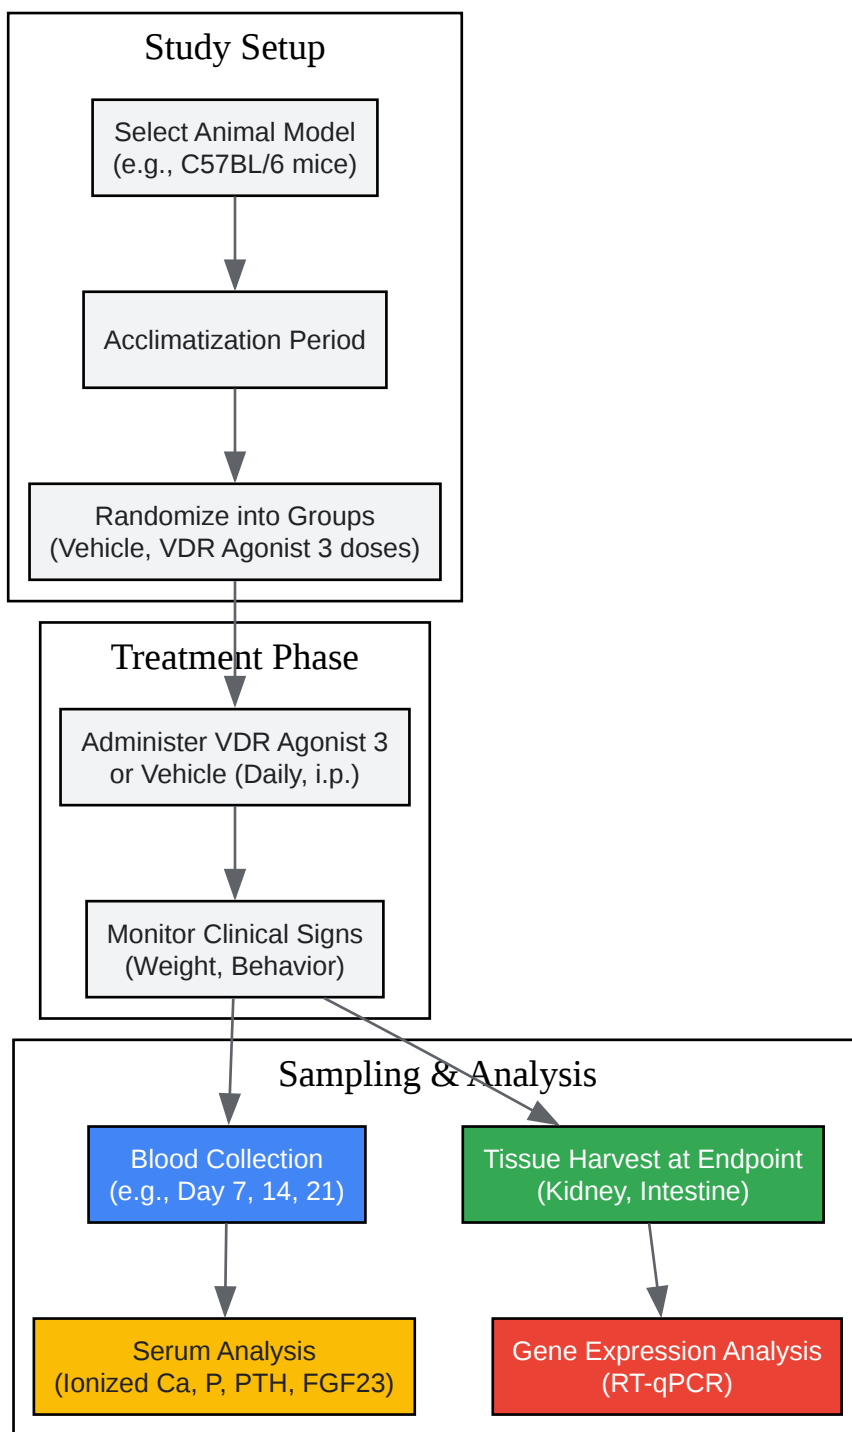 Study Setup
Select Animal Model
(e.g., C57BL/6 mice)
Acclimatization Period
Randomize into Groups
(Vehicle, VDR Agonist 3 doses)
Treatment Phase
Administer VDR Agonist 3
or Vehicle (Daily, i.p.)
Monitor Clinical Signs
(Weight, Behavior)
Sampling & Analysis
Blood Collection
(e.g., Day 7, 14, 21)
Tissue Harvest at Endpoint
(Kidney, Intestine)
Serum Analysis
(Ionized Ca, P, PTH, FGF23)
Gene Expression Analysis
(RT-qPCR)